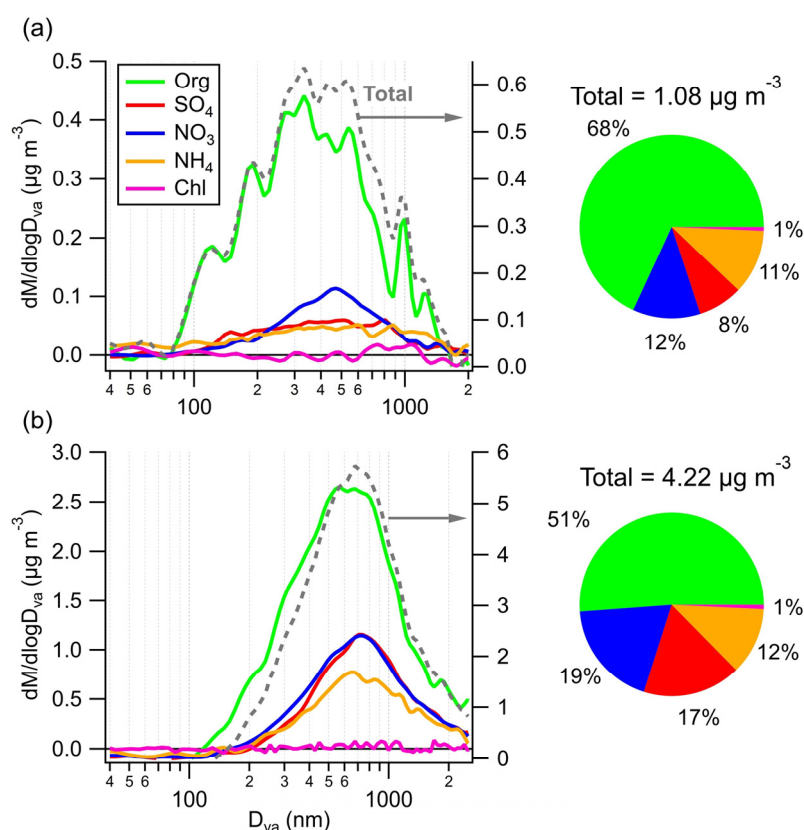 (a)
0.5
0.4
0.3
0.2
0.1
0.0
dM/dlogDva (µg m-3)
Org
SO4
NO3
NH4
Chl
Total
0.6
0.5
0.4
0.3
0.2
0.1
0.0
4 5 6 100 2 3 4 5 6 1000 2
Total = 1.08 µg m-3
68%
1%
11%
8%
12%
(b)
3.0
2.5
2.0
1.5
1.0
0.5
0.0
dM/dlogDva (µg m-3)
6
5
4
3
2
1
0
4 5 6 100 2 3 4 5 6 1000 2
Dva (nm)
Total = 4.22 µg m-3
51%
1%
12%
17%
19%